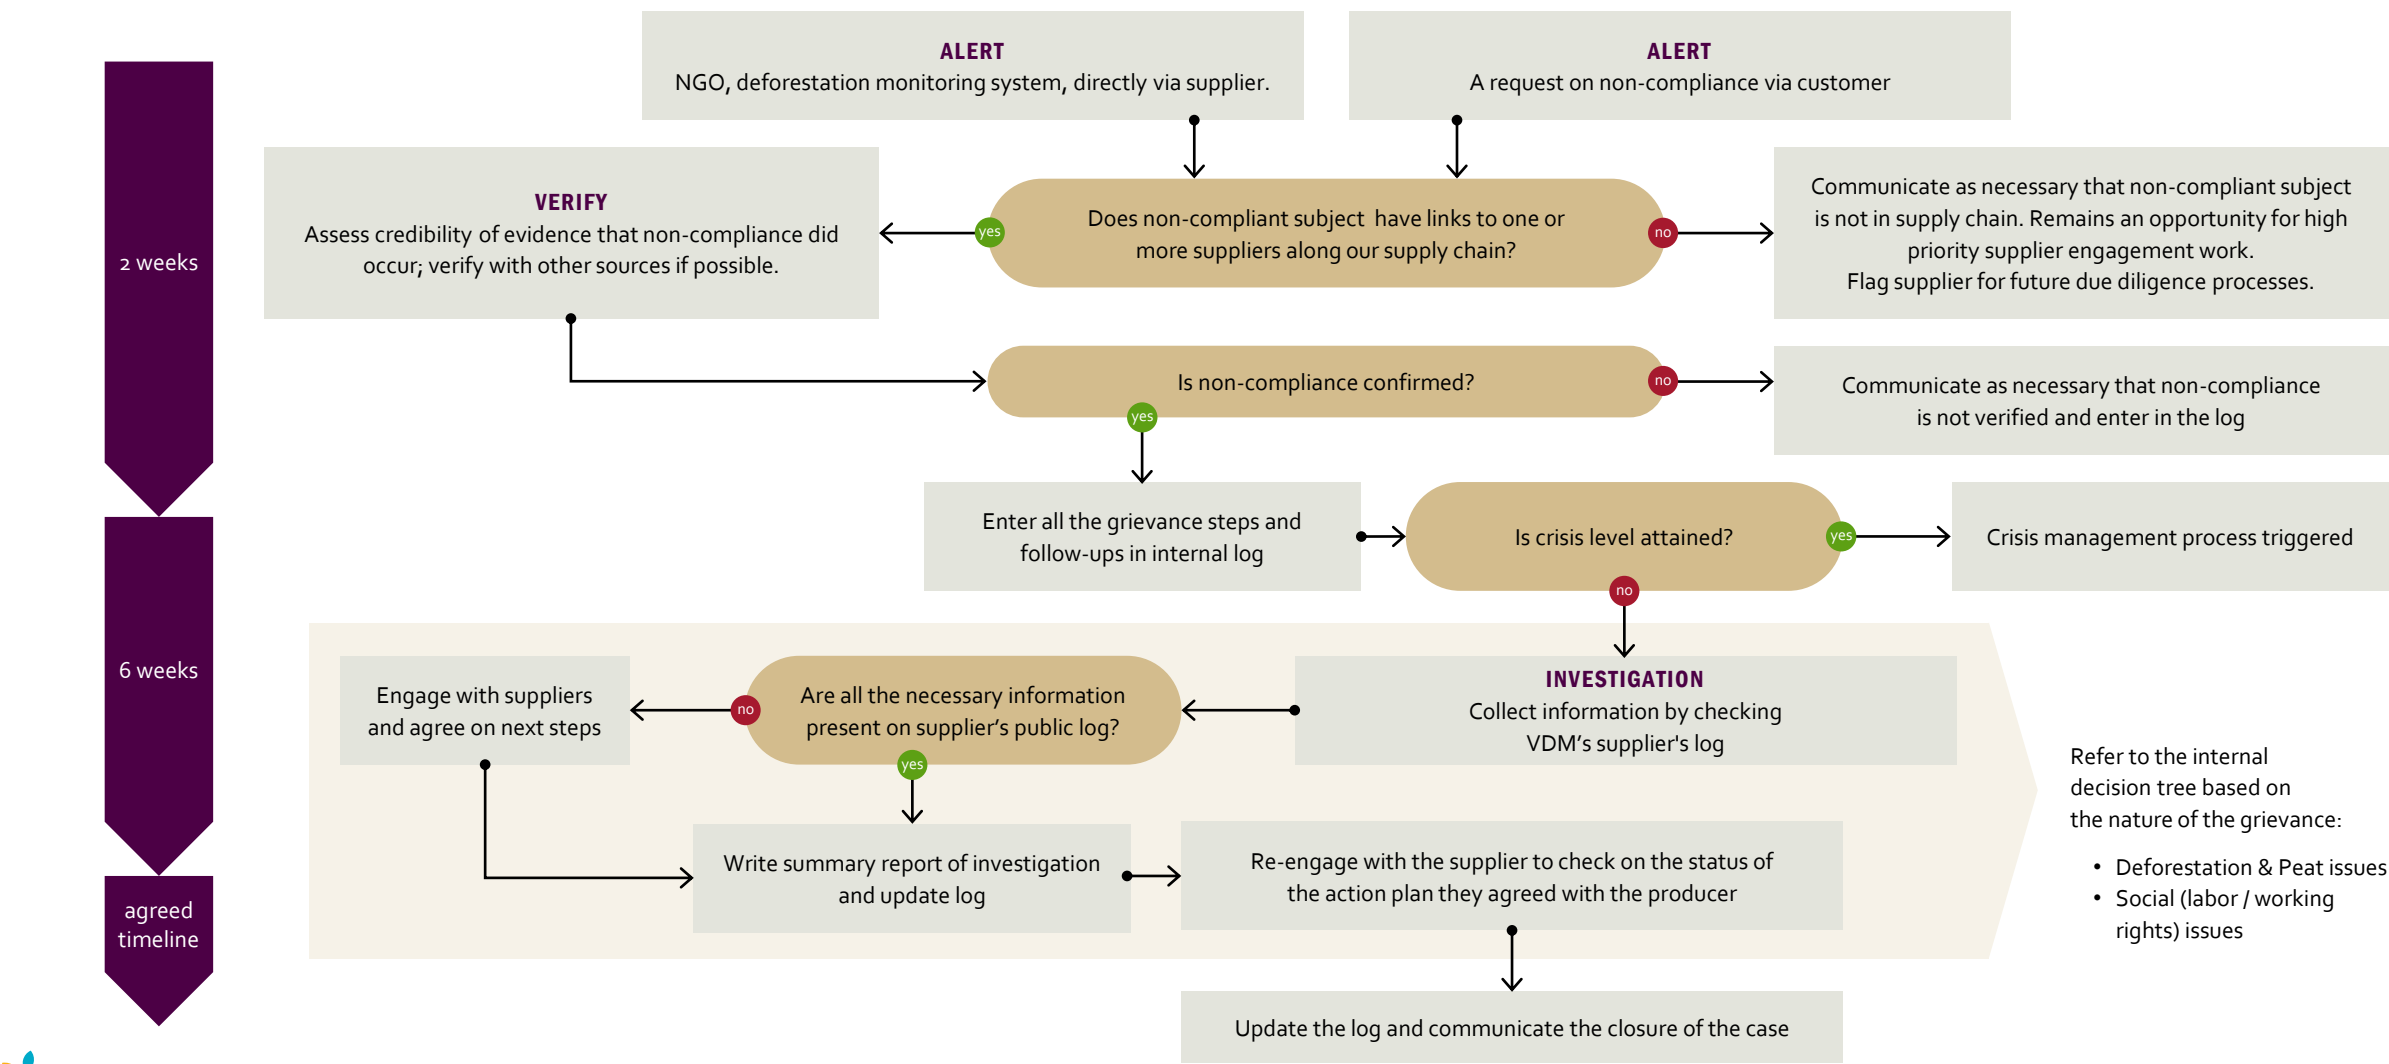 ALERT
NGO, deforestation monitoring system, directly via supplier.
ALERT
A request on non-compliance via customer
2 weeks
VERIFY
Assess credibility of evidence that non-compliance did
occur; verify with other sources if possible.
yes
Does non-compliant subject have links to one or
more suppliers along our supply chain?
no
Communicate as necessary that non-compliant subject
is not in supply chain. Remains an opportunity for high
priority supplier engagement work.
Flag supplier for future due diligence processes.
Is non-compliance confirmed?
no
yes
Communicate as necessary that non-compliance
is not verified and enter in the log
6 weeks
Enter all the grievance steps and
follow-ups in internal log
Is crisis level attained?
yes
no
Crisis management process triggered
INVESTIGATION
Collect information by checking
VDM's supplier's log
Are all the necessary information
present on supplier’s public log?
no
yes
Engage with suppliers
and agree on next steps
Refer to the internal
decision tree based on
the nature of the grievance:
• Deforestation & Peat issues
• Social (labor / working
rights) issues
agreed
timeline
Write summary report of investigation
and update log
Re-engage with the supplier to check on the status of
the action plan they agreed with the producer
Update the log and communicate the closure of the case